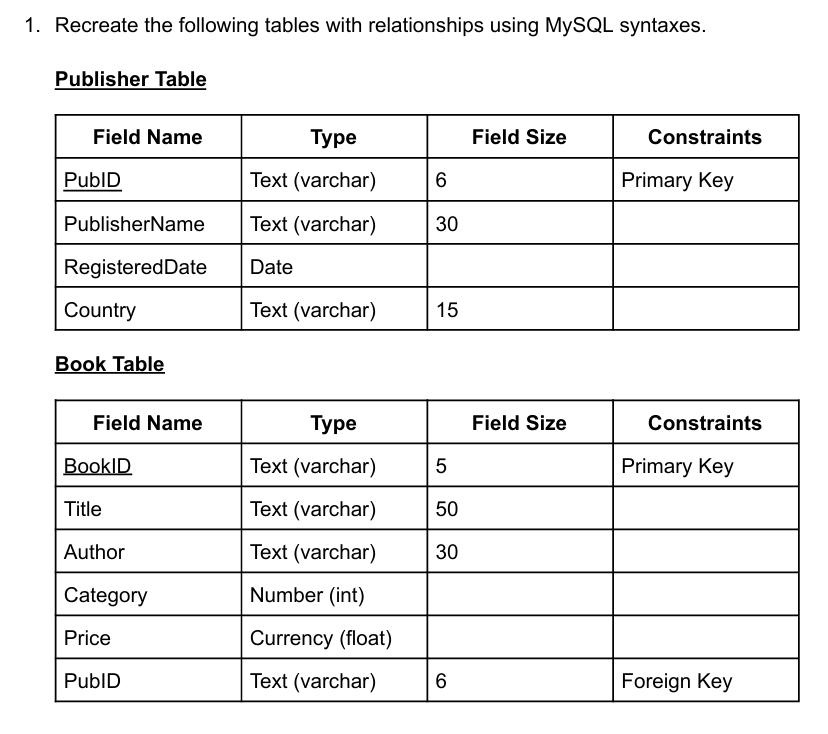 1. Recreate the following tables with relationships using MySQL syntaxes.
Publisher Table
Field Name Type Field Size Constraints
PubID Text (varchar) 6 Primary Key
PublisherName Text (varchar) 30
RegisteredDate Date
Country Text (varchar) 15
Book Table
Field Name Type Field Size Constraints
BookID Text (varchar) 5 Primary Key
Title Text (varchar) 50
Author Text (varchar) 30
Category Number (int)
Price Currency (float)
PubID Text (varchar) 6 Foreign Key